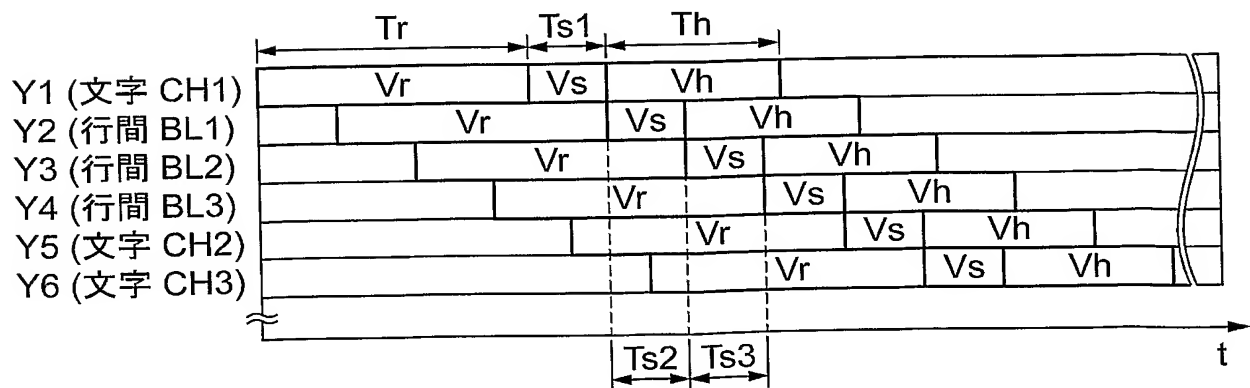 Tr Ts1 Th
Y1 (文字 CH1) Vr Vs Vh
Y2 (行間 BL1) Vr Vs Vh
Y3 (行間 BL2) Vr Vs Vh
Y4 (行間 BL3) Vr Vs Vh
Y5 (文字 CH2) Vr Vs Vh
Y6 (文字 CH3) Vr Vs Vh
t
Ts2 Ts3